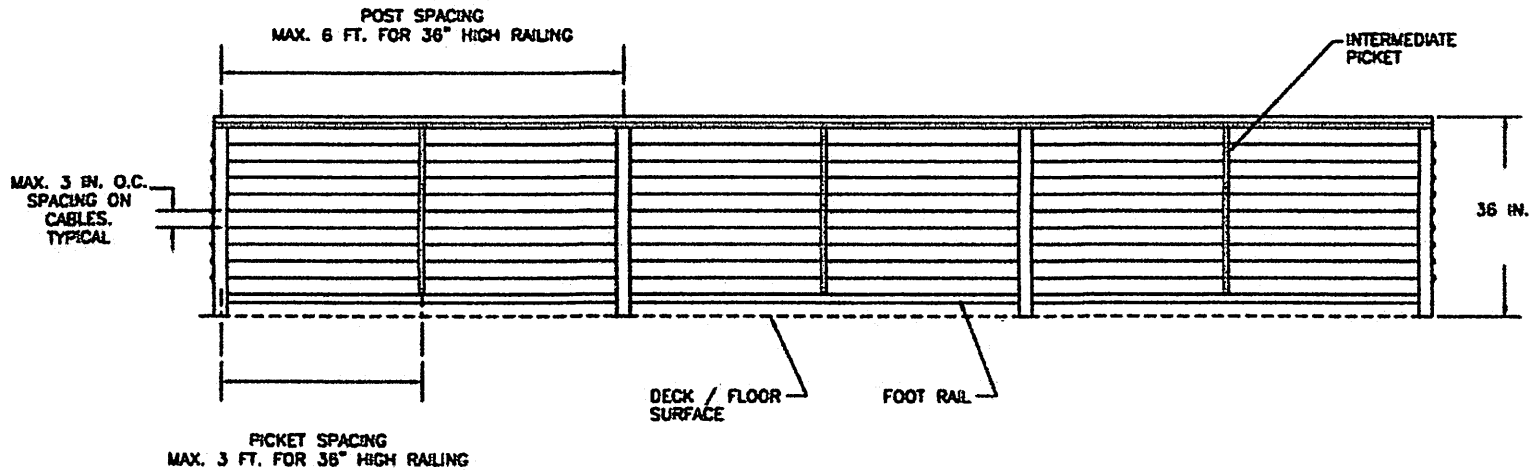 POST SPACING
MAX. 6 FT. FOR 36" HIGH RAILING
INTERMEDIATE
PICKET
MAX. 3 IN. O.C.
SPACING ON
CABLES.
TYPICAL
36 IN.
DECK / FLOOR
SURFACE
FOOT RAIL
PICKET SPACING
MAX. 3 FT. FOR 36" HIGH RAILING